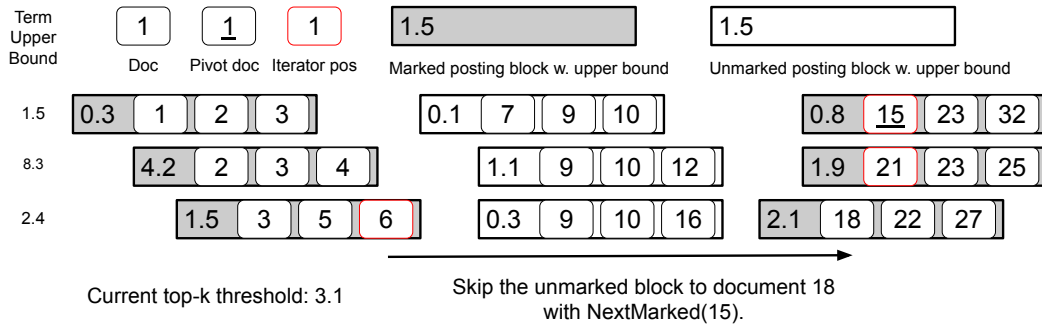 Term
Upper
Bound
1 1 1 1.5 1.5
Doc Pivot doc Iterator pos Marked posting block w. upper bound Unmarked posting block w. upper bound
1.5 0.3 1 2 3 0.1 7 9 10 0.8 15 23 32
8.3 4.2 2 3 4 1.1 9 10 12 1.9 21 23 25
2.4 1.5 3 5 6 0.3 9 10 16 2.1 18 22 27
Current top-k threshold: 3.1
Skip the unmarked block to document 18
with NextMarked(15).